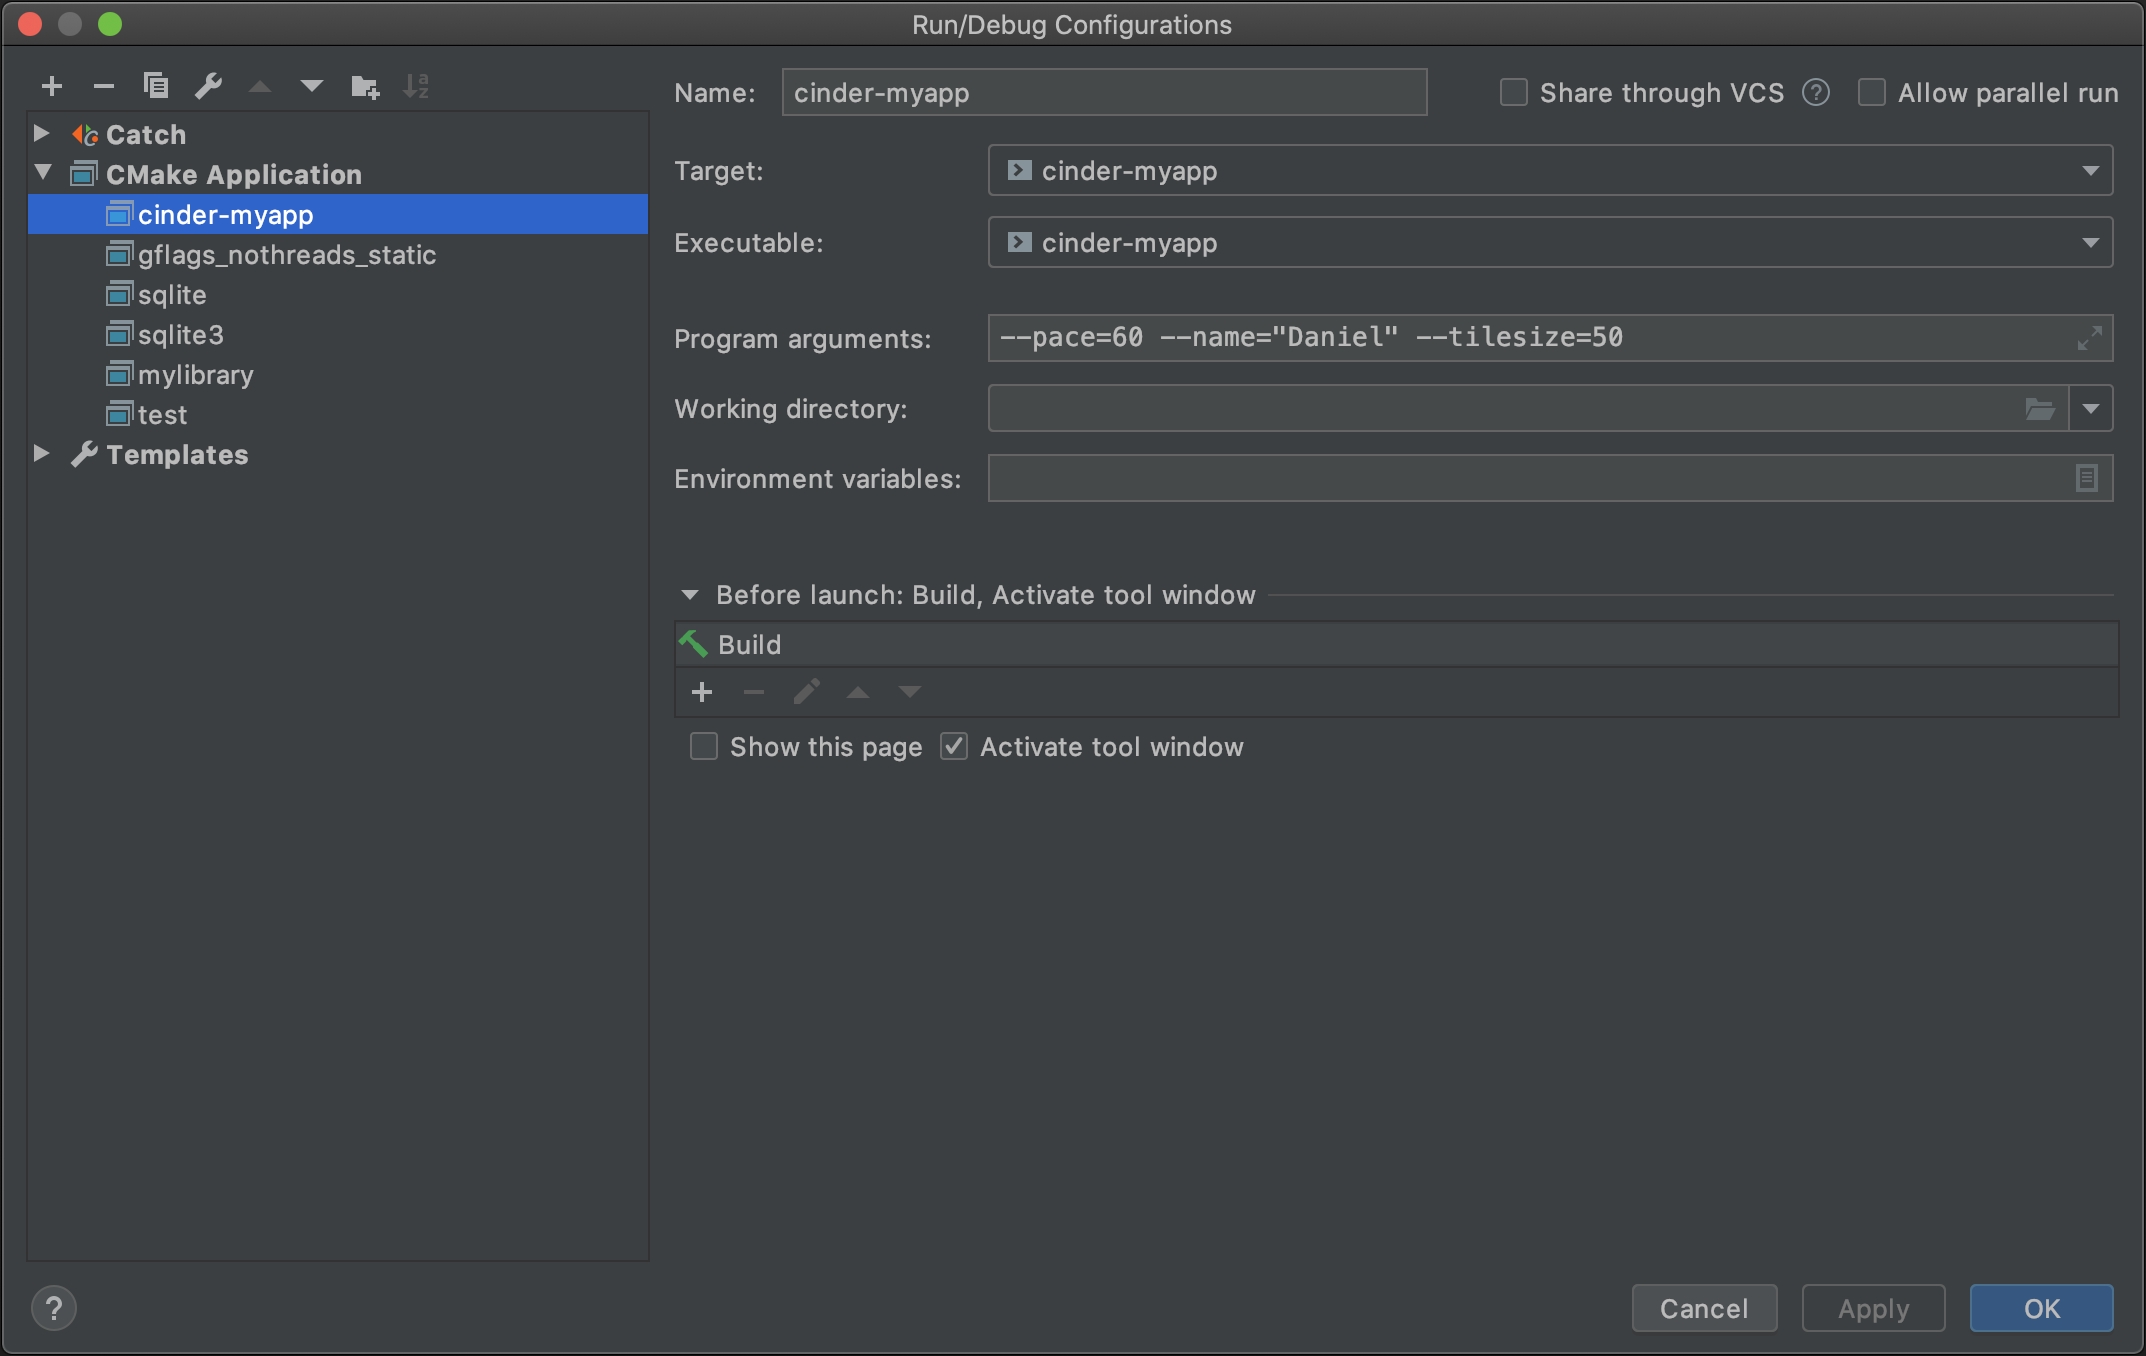 Run/Debug Configurations
Name: cinder-myapp
Share through VCS ? Allow parallel run
Catch
CMake Application
cinder-myapp
gflags_nothreads_static
sqlite
sqlite3
mylibrary
test
Templates
Target: cinder-myapp
Executable: cinder-myapp
Program arguments: --pace=60 --name="Daniel" --tilesize=50
Working directory:
Environment variables:
Before launch: Build, Activate tool window
Build
Show this page Activate tool window
? Cancel Apply OK